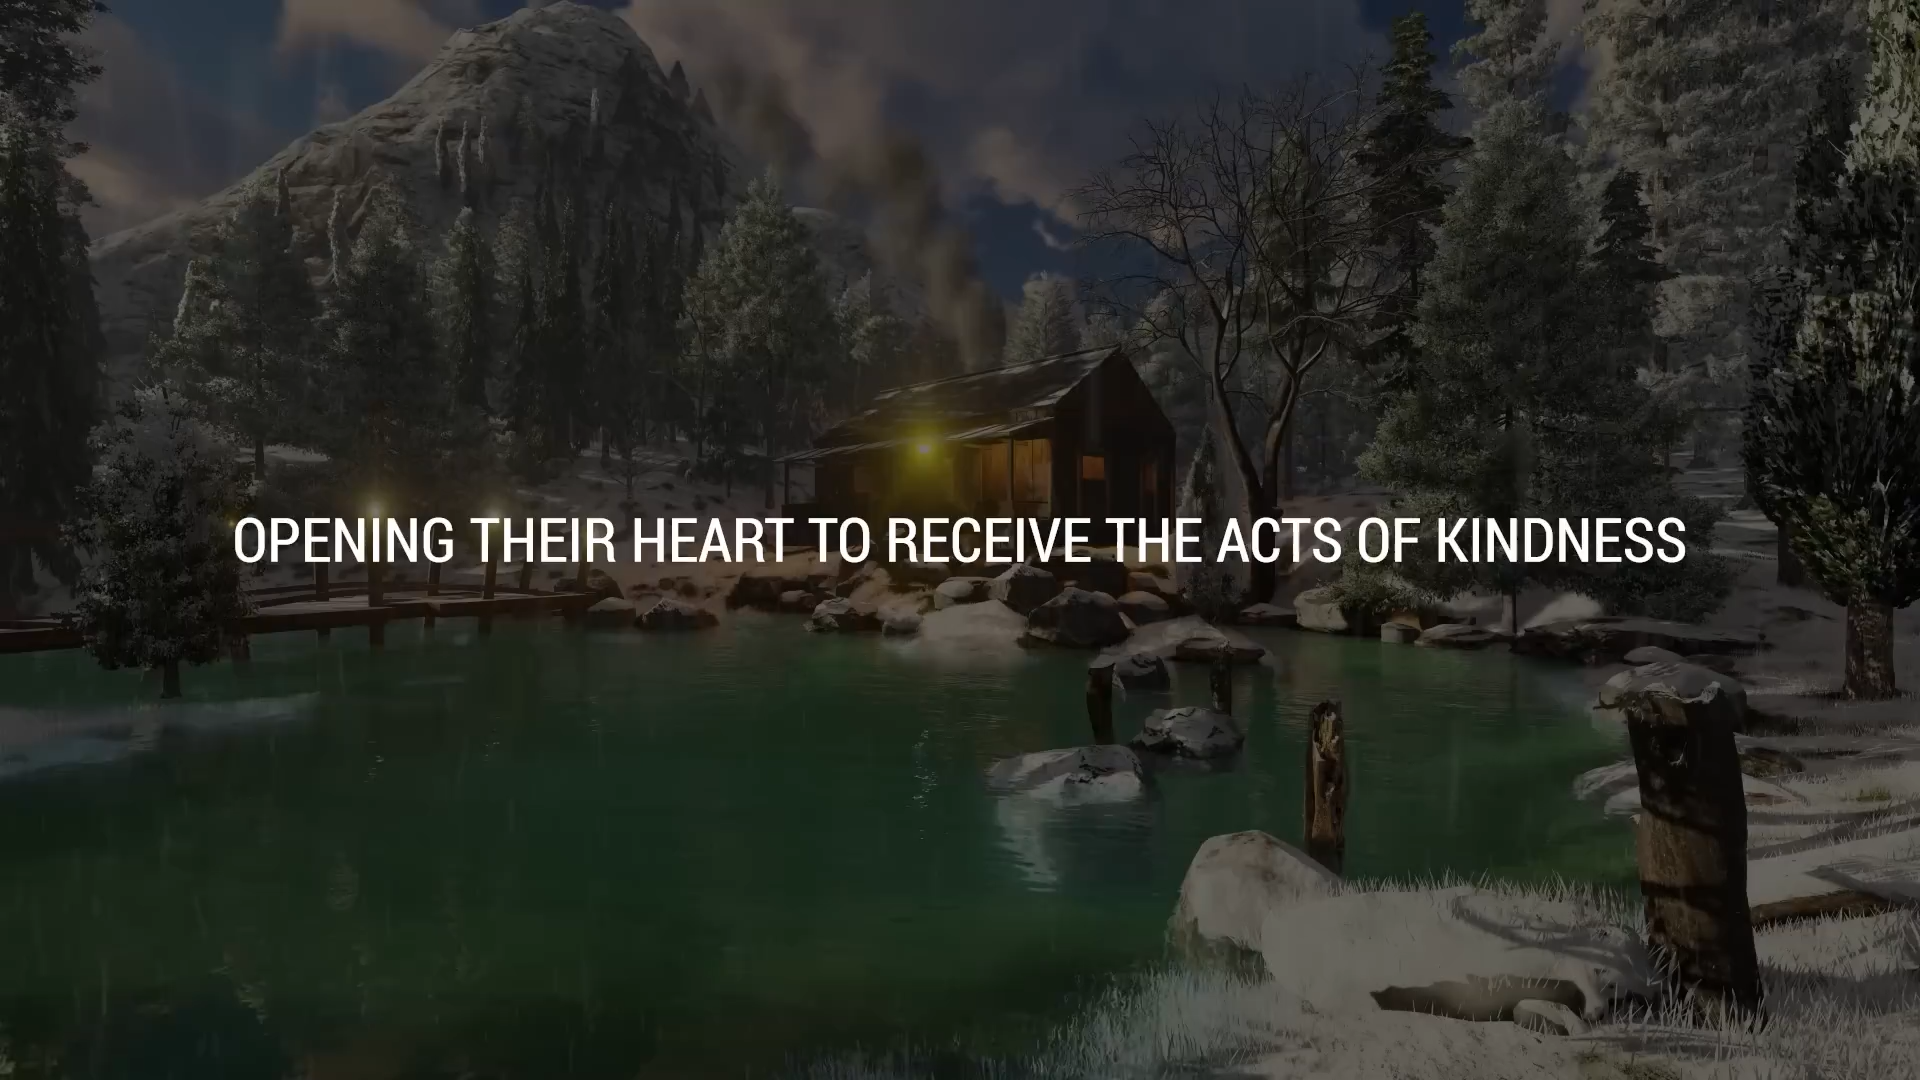 OPENING THEIR HEART TO RECEIVE THE ACTS OF KINDNESS